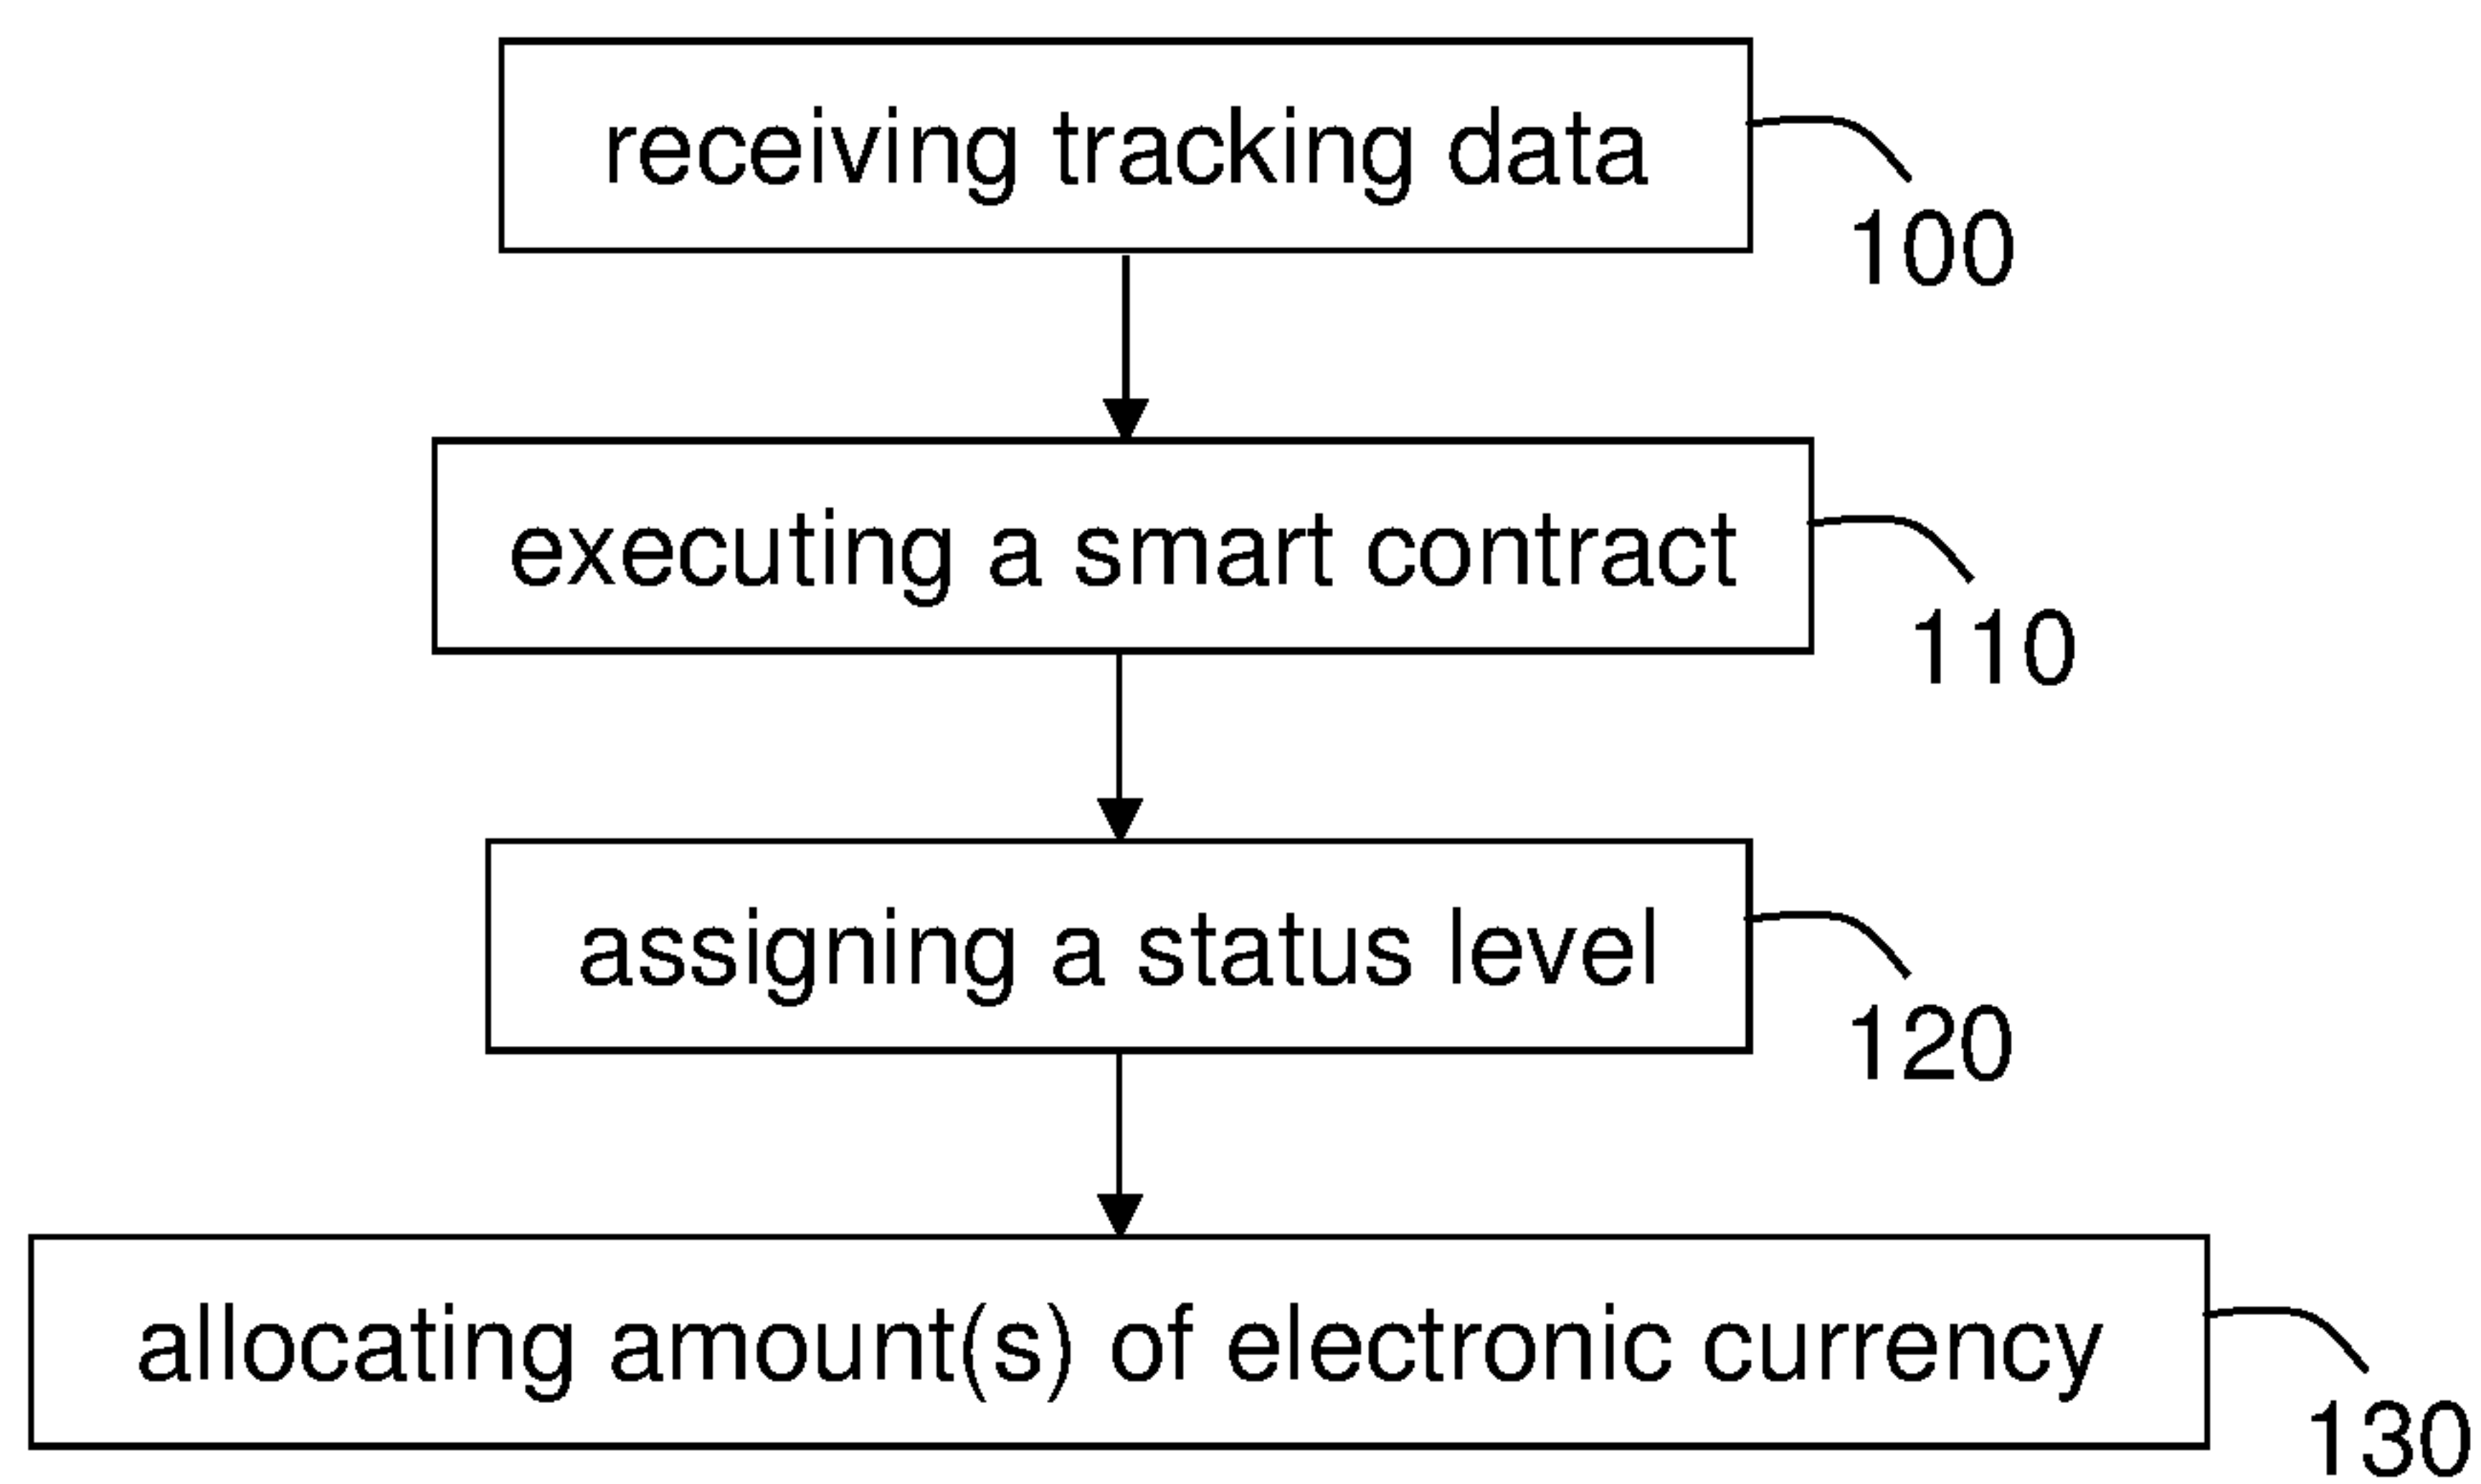 receiving tracking data
100
executing a smart contract
110
assigning a status level
120
allocating amount(s) of electronic currency
130